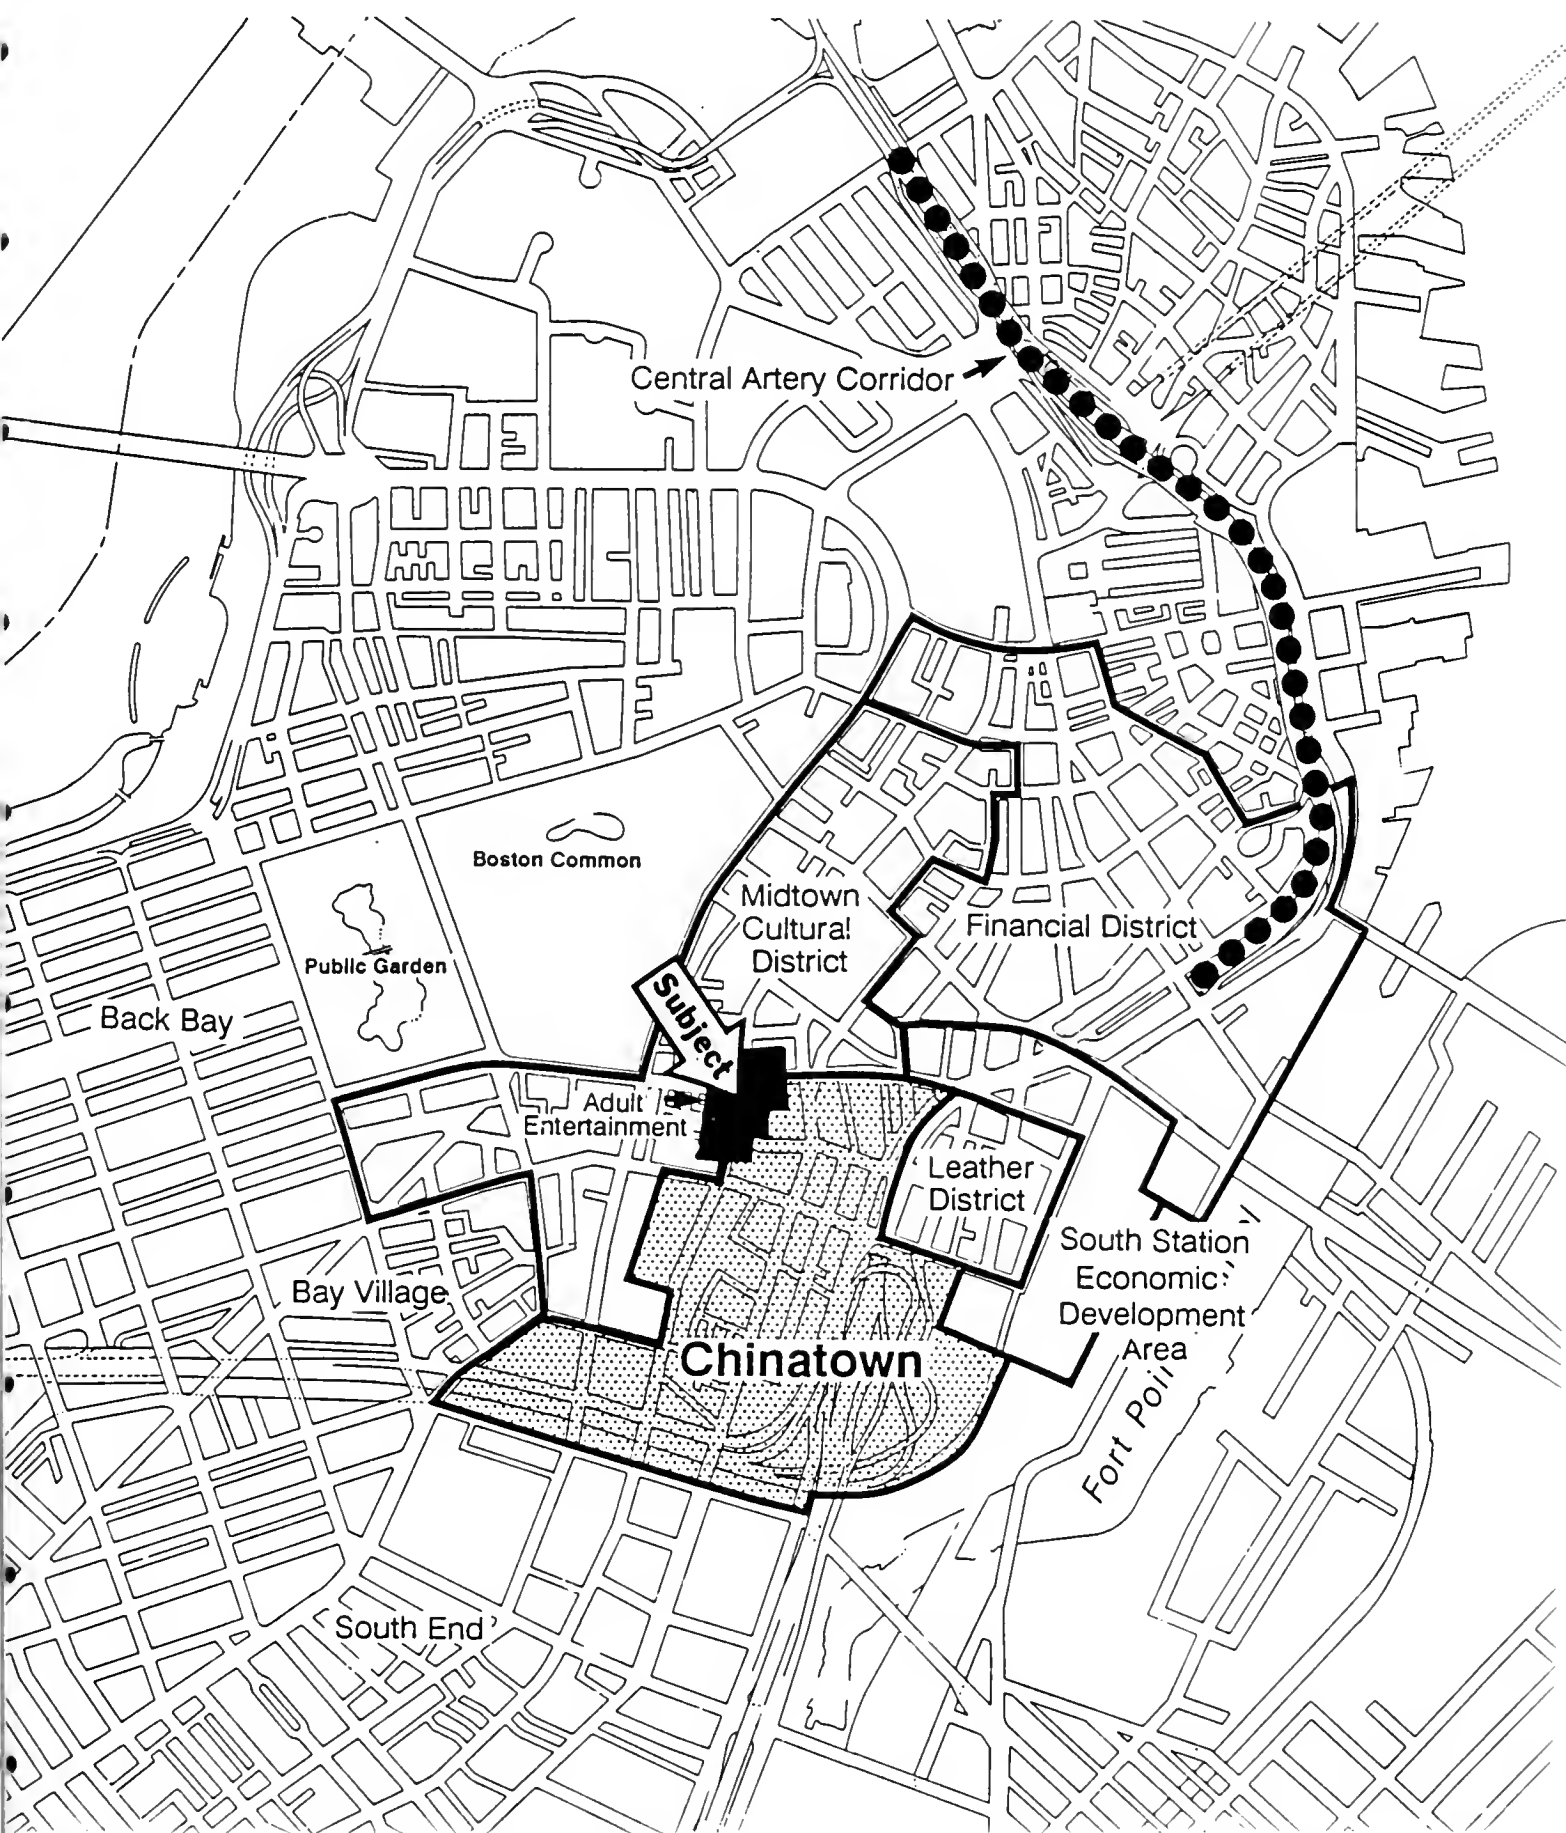 Central Artery Corridor
Boston Common
Midtown
Cultural
District
Financial District
Public Garden
Subject
Back Bay
Adult
Entertainment
Leather
District
South Station
Economic
Development
Area
Bay Village
Chinatown
Fort Poi
South End